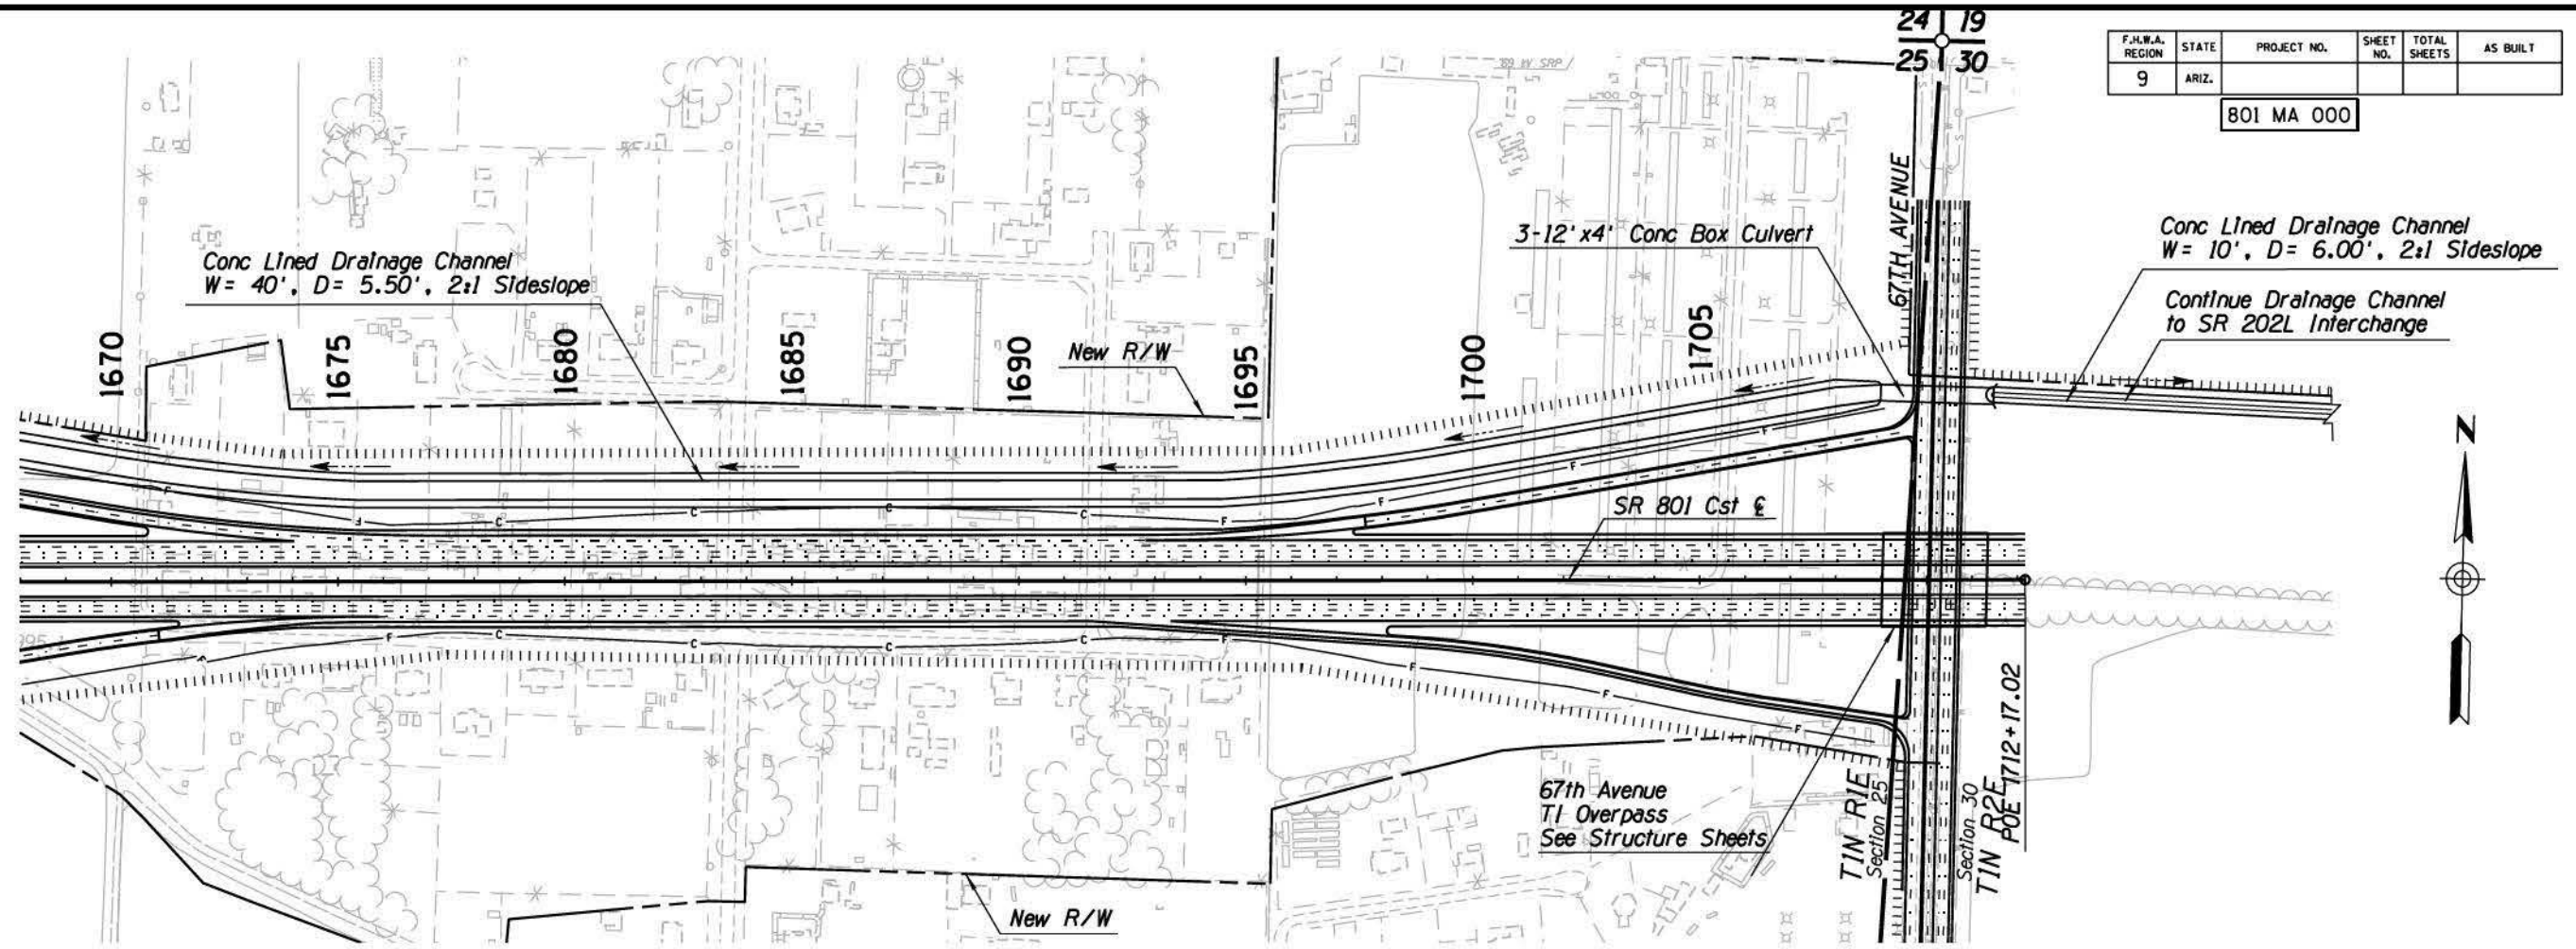 24 19
25 30
F.H.W.A. REGION STATE PROJECT NO. SHEET NO. TOTAL SHEETS AS BUILT
9 ARIZ.
801 MA 000
'89 W SRP
67TH AVENUE
3-12'x4' Conc Box Culvert
Conc Lined Drainage Channel
W= 10', D= 6.00', 2:1 Sideslope
Continue Drainage Channel
to SR 202L Interchange
Conc Lined Drainage Channel
W= 40', D= 5.50', 2:1 Sideslope
New R/W
1670 1675 1680 1685 1690 1695 1700 1705
N
F F F F
F C C C C F
SR 801 Cst ℄
F C C C C F F F F
67th Avenue
TI Overpass
See Structure Sheets
T1N R1E
Section 25
Section 30
T1N R2E
POE 1712+17.02
New R/W